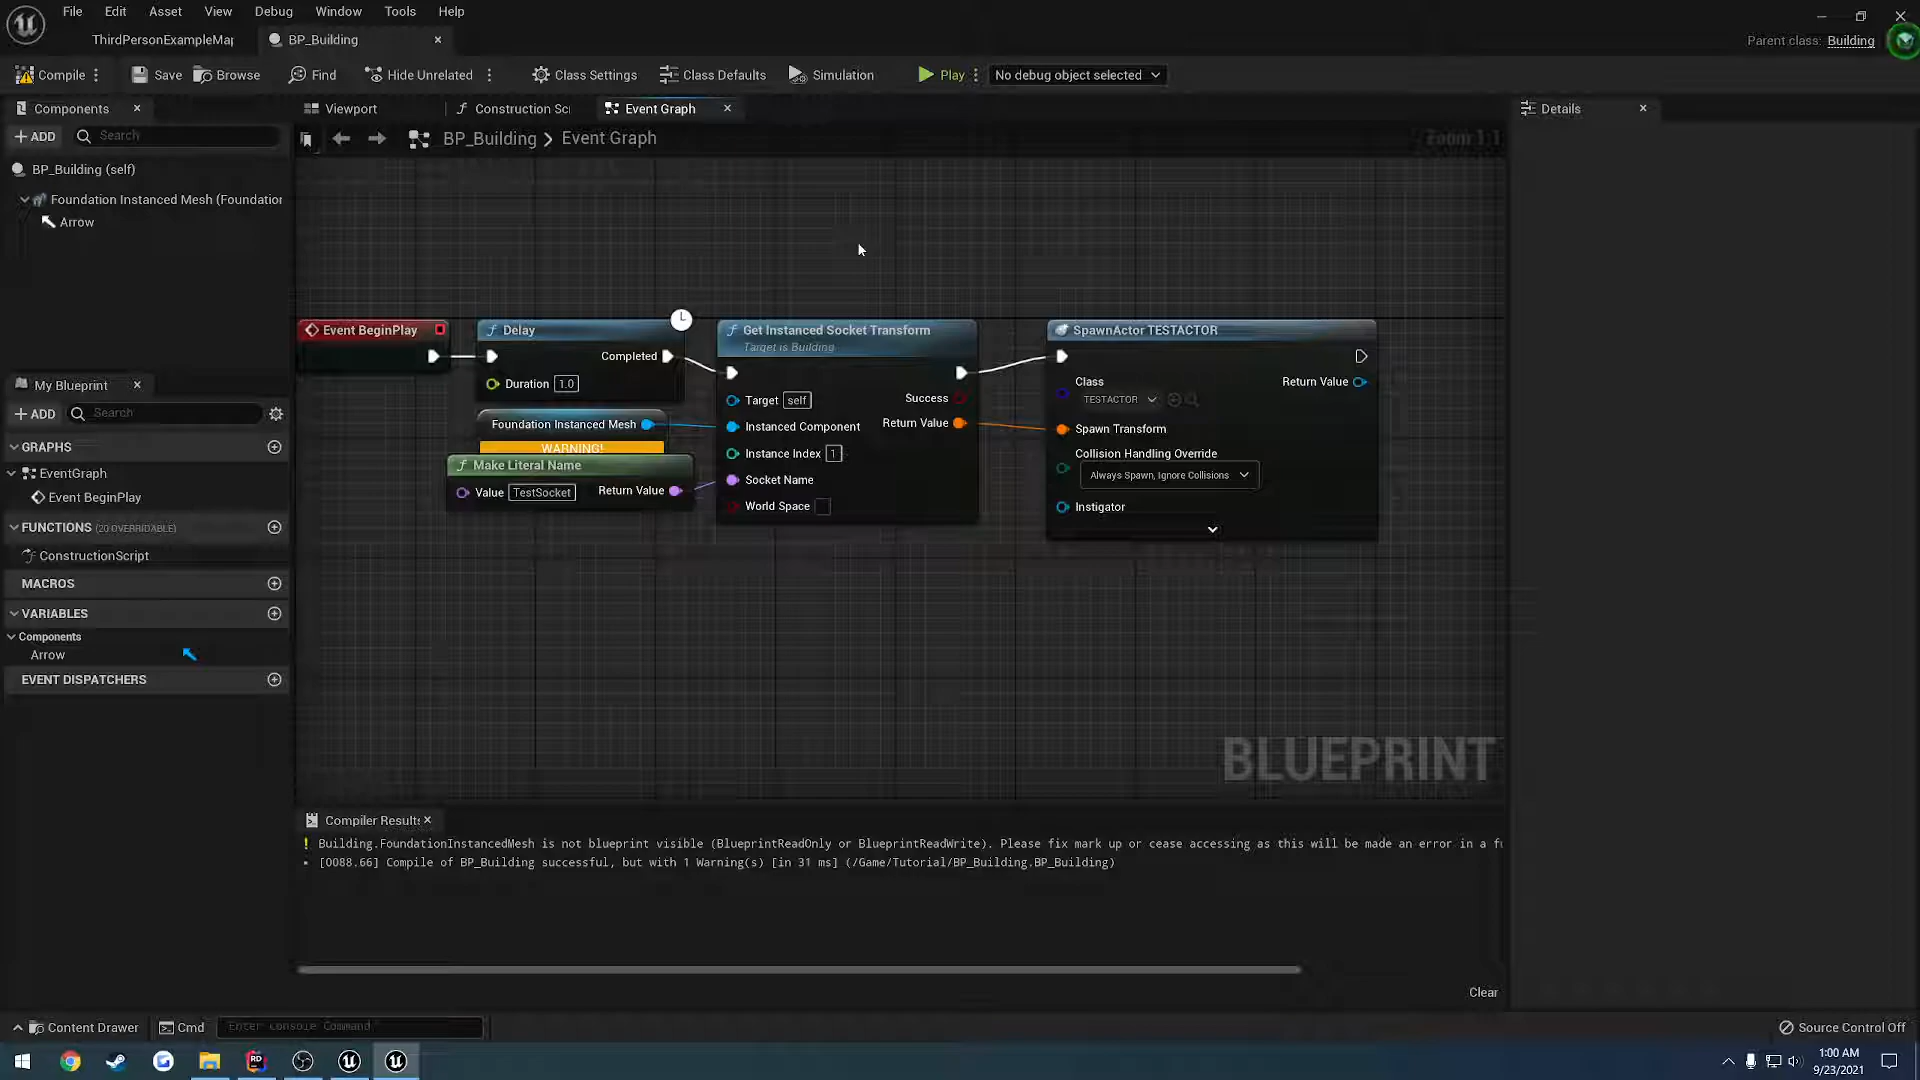 File Edit Asset View Debug Window Tools Help
ThirdPersonExampleMap BP_Building Parent class: Building
Compile Save Browse Find Hide Unrelated Class Settings Class Defaults Simulation Play No debug object selected
Components Viewport Construction Sc Event Graph Details
ADD Search BP_Building > Event Graph Zoom 1:1
BP_Building (self)
Foundation Instanced Mesh (Foundation
Arrow
Event BeginPlay
Delay
Completed
Duration 1.0
Foundation Instanced Mesh
WARNING!
Make Literal Name
Value TestSocket Return Value
Get Instanced Socket Transform
Target is Building
Target self Success
Instanced Component Return Value
Instance Index 1
Socket Name
World Space
SpawnActor TESTACTOR
Class Return Value
TESTACTOR
Spawn Transform
Collision Handling Override
Always Spawn, Ignore Collisions
Instigator
My Blueprint
ADD Search
GRAPHS
EventGraph
Event BeginPlay
FUNCTIONS (20 OVERRIDABLE)
ConstructionScript
MACROS
VARIABLES
Components
Arrow
EVENT DISPATCHERS
BLUEPRINT
Compiler Results
! Building.FoundationInstancedMesh is not blueprint visible (BlueprintReadOnly or BlueprintReadWrite). Please fix mark up or cease accessing as this will be made an error in a fu
• [0088.66] Compile of BP_Building successful, but with 1 Warning(s) [in 31 ms] (/Game/Tutorial/BP_Building.BP_Building)
Clear
Content Drawer Cmd Enter Console Command Source Control Off
1:00 AM
9/23/2021